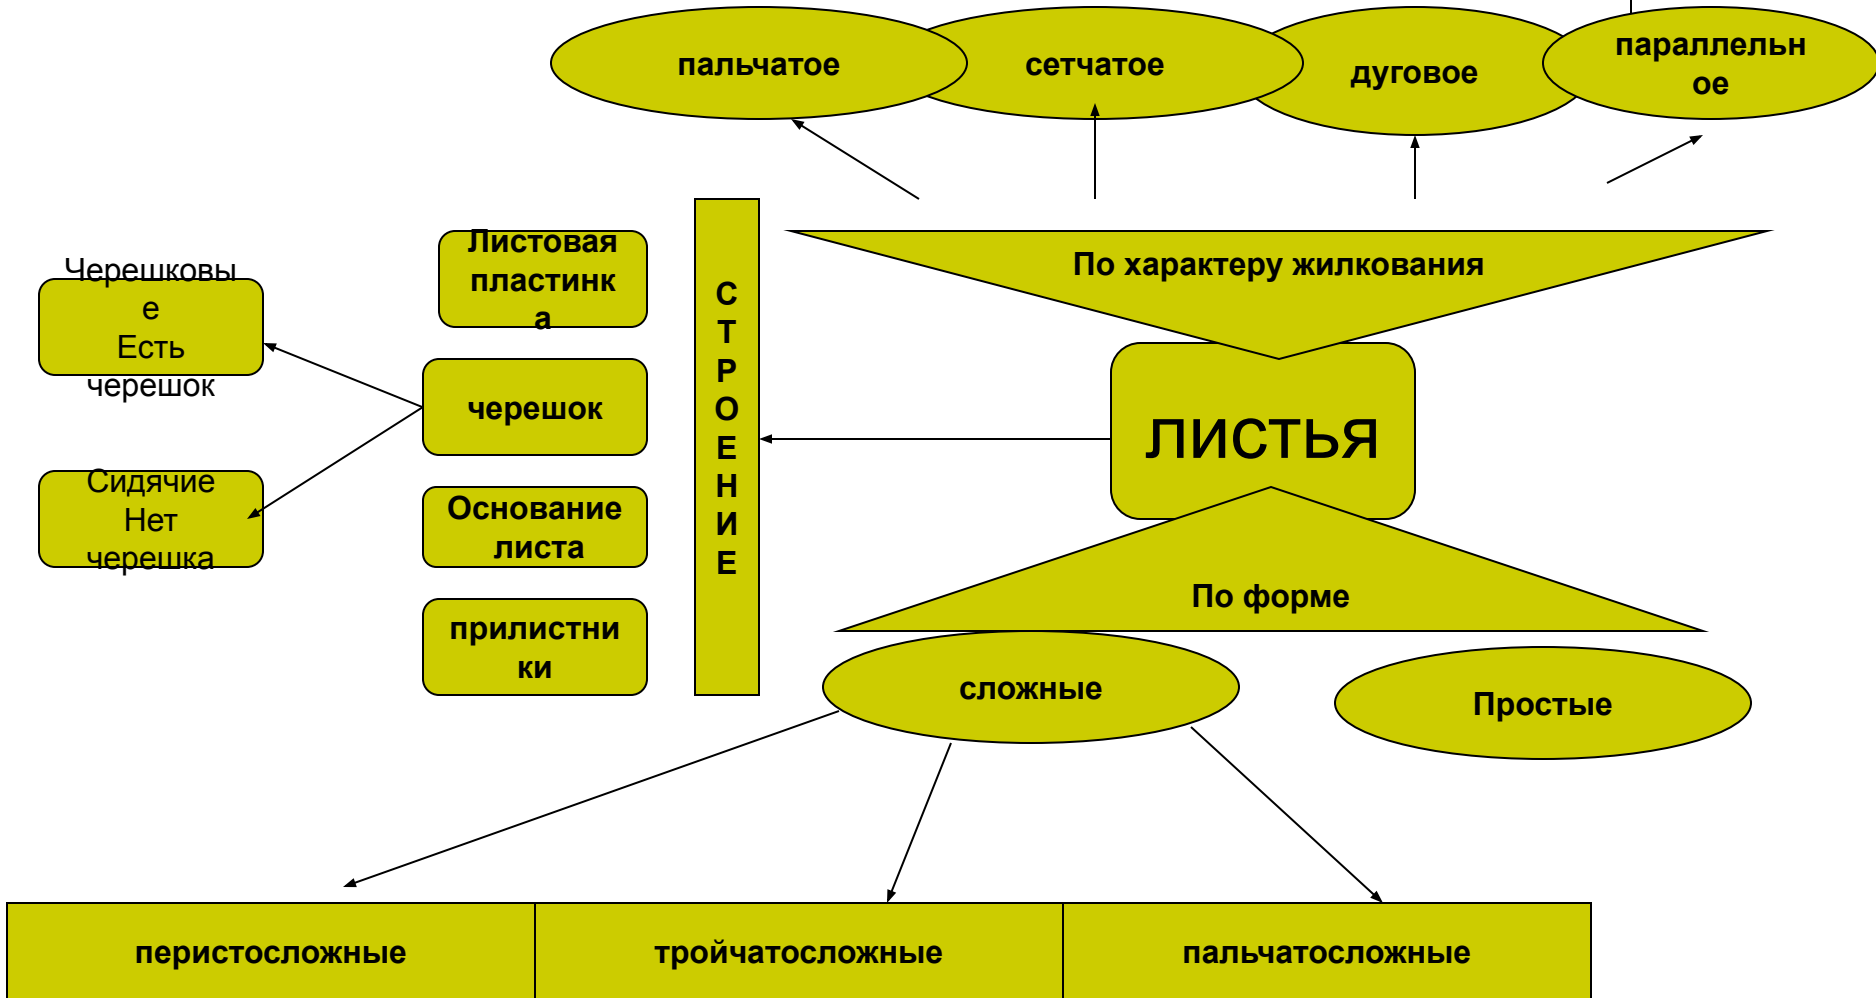 пальчатое
сетчатое
дуговое
параллельн
ое
По характеру жилкования
Листовая
пластинк
а
черешок
Основание
листа
прилистни
ки
С
Т
Р
О
Е
Н
И
Е
Черешковы
е
Есть
черешок
Сидячие
Нет
черешка
ЛИСТЬЯ
По форме
сложные
Простые
перистосложные
тройчатосложные
пальчатосложные